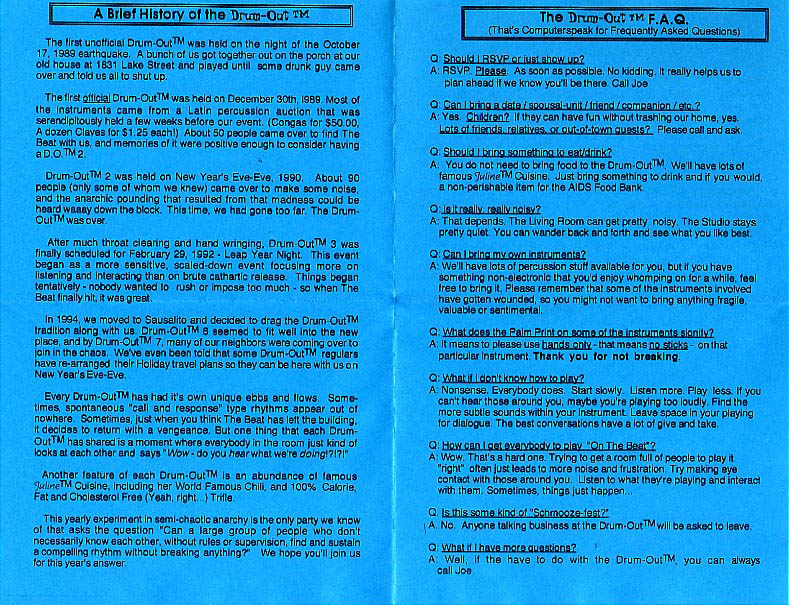 A Brief History of the Drum-Out TM
The first unofficial Drum-Out™ was held on the night of the October
17, 1989 earthquake. A bunch of us got together out on the porch at our
old house at 1831 Lake Street and played until some drunk guy came
over and told us all to shut up.
The first official Drum-Out™ was held on December 30th, 1989. Most of
the instruments came from a Latin percussion auction that was
serendipitously held a few weeks before our event. (Congas for $50.00,
A dozen Claves for $1.25 each!) About 50 people came over to find The
Beat with us, and memories of it were positive enough to consider having
a D.O.™ 2.
Drum-Out™ 2 was held on New Year's Eve-Eve, 1990. About 90
people (only some of whom we knew) came over to make some noise,
and the anarchic pounding that resulted from that madness could be
heard waaay down the block. This time, we had gone too far. The Drum-
Out™ was over.
After much throat clearing and hand wringing, Drum-Out™ 3 was
finally scheduled for February 29, 1992 - Leap Year Night. This event
began as a more sensitive, scaled-down event focusing more on
listening and interacting than on brute cathartic release. Things began
tentatively - nobody wanted to rush or impose too much - so when The
Beat finally hit, it was great.
In 1994, we moved to Sausalito and decided to drag the Drum-Out™
tradition along with us. Drum-Out™ 6 seemed to fit well into the new
place, and by Drum-Out™ 7, many of our neighbors were coming over to
join in the chaos. We've even been told that some Drum-Out™ regulars
have re-arranged their Holiday travel plans so they can be here with us on
New Year's Eve-Eve.
Every Drum-Out™ has had it's own unique ebbs and flows. Some-
times, spontaneous "call and response" type rhythms appear out of
nowhere. Sometimes, just when you think The Beat has left the building,
it decides to return with a vengeance. But one thing that each Drum-
Out™ has shared is a moment where everybody in the room just kind of
looks at each other and says "Wow - do you hear what we're doing!?!?!"
Another feature of each Drum-Out™ is an abundance of famous
Juline™ Cuisine, including her World Famous Chili, and 100% Calorie,
Fat and Cholesterol Free (Yeah, right...) Trifle.
This yearly experiment in semi-chaotic anarchy is the only party we know
of that asks the question "Can a large group of people who don't
necessarily know each other, without rules or supervision, find and sustain
a compelling rhythm without breaking anything?" We hope you'll join us
for this year's answer.
The Drum-Out TM F.A.Q.
(That's Computerspeak for Frequently Asked Questions)
Q: Should I RSVP or just show up?
A: RSVP. Please. As soon as possible. No kidding. It really helps us to
plan ahead if we know you'll be there. Call Joe
Q: Can I bring a date / spousal-unit / friend / companion / etc.?
A: Yes. Children? If they can have fun without trashing our home, yes.
Lots of friends, relatives, or out-of-town guests? Please call and ask.
Q: Should I bring something to eat/drink?
A: You do not need to bring food to the Drum-Out™. We'll have lots of
famous Juline™ Cuisine. Just bring something to drink and if you would,
a non-perishable item for the AIDS Food Bank.
Q: Is it really, really noisy?
A: That depends. The Living Room can get pretty noisy. The Studio stays
pretty quiet. You can wander back and forth and see what you like best.
Q: Can I bring my own instruments?
A: We'll have lots of percussion stuff available for you, but if you have
something non-electronic that you'd enjoy whomping on for a while, feel
free to bring it. Please remember that some of the instruments involved
have gotten wounded, so you might not want to bring anything fragile,
valuable or sentimental.
Q: What does the Palm Print on some of the instruments signify?
A: It means to please use hands only - that means no sticks - on that
particular instrument. Thank you for not breaking.
Q: What if I don't know how to play?
A: Nonsense. Everybody does. Start slowly. Listen more. Play less. If you
can't hear those around you, maybe you're playing too loudly. Find the
more subtle sounds within your instrument. Leave space in your playing
for dialogue. The best conversations have a lot of give and take.
Q: How can I get everybody to play "On The Beat"?
A: Wow. That's a hard one. Trying to get a room full of people to play it
"right" often just leads to more noise and frustration. Try making eye
contact with those around you. Listen to what they're playing and interact
with them. Sometimes, things just happen...
Q: Is this some kind of "Schmooze-fest?"
A: No. Anyone talking business at the Drum-Out™ will be asked to leave.
Q: What if I have more questions?
A: Well, if the have to do with the Drum-Out™, you can always
call Joe